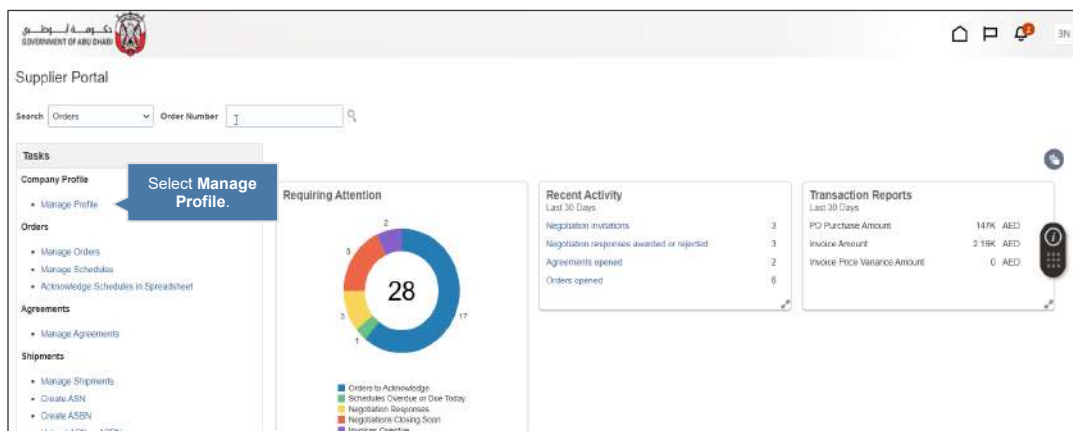 حكومة أبوظبي
GOVERNMENT OF ABU DHABI
3N
Supplier Portal
Search Orders Order Number
Tasks
Company Profile
Manage Profile
Select Manage
Profile.
Orders
Manage Orders
Manage Schedules
Acknowledge Schedules in Spreadsheet
Agreements
Manage Agreements
Shipments
Manage Shipments
Create ASN
Create ASBN
Requiring Attention
2
5
3
1
17
28
Orders to Acknowledge
Schedules Overdue or Due Today
Negotiation Responses
Negotiations Closing Soon
Invoices Overdue
Recent Activity
Last 30 Days
Negotiation invitations 3
Negotiation responses awarded or rejected 3
Agreements opened 2
Orders opened 6
Transaction Reports
Last 30 Days
PO Purchase Amount 147K AED
Invoice Amount 2.16K AED
Invoice Price Variance Amount 0 AED